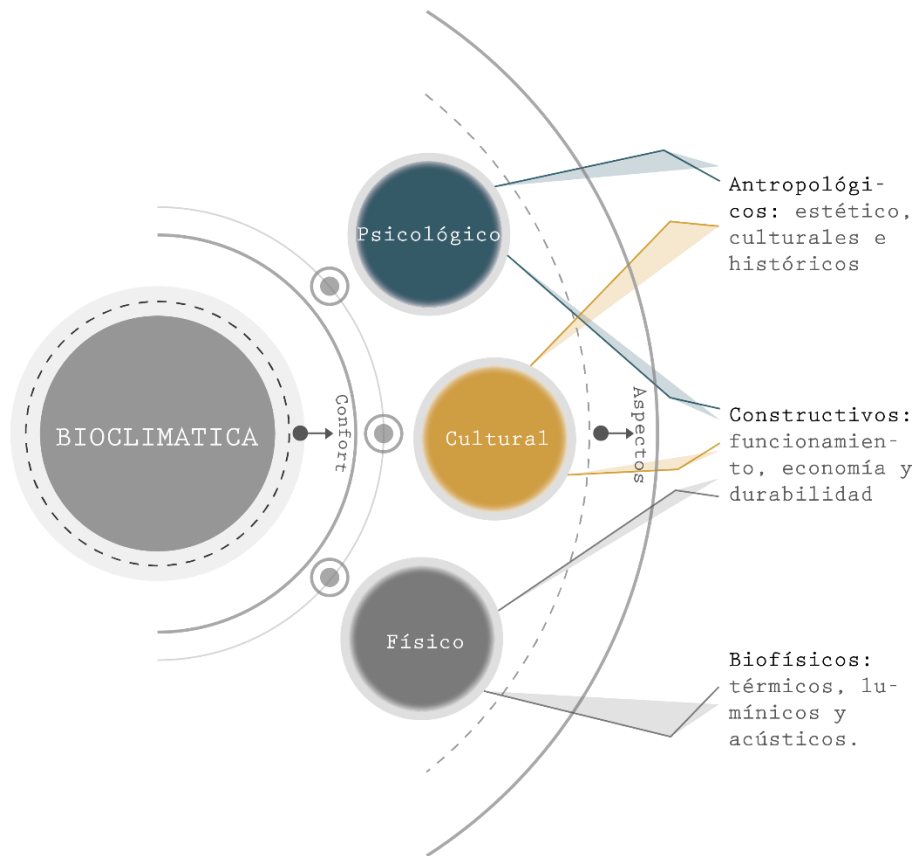 BIOCLIMATICA
Confort
Psicológico
Cultural
Físico
Aspectos
Antropológi-
cos: estético,
culturales e
históricos
Constructivos:
funcionamien-
to, economía y
durabilidad
Biofísicos:
térmicos, lu-
mínicos y
acústicos.